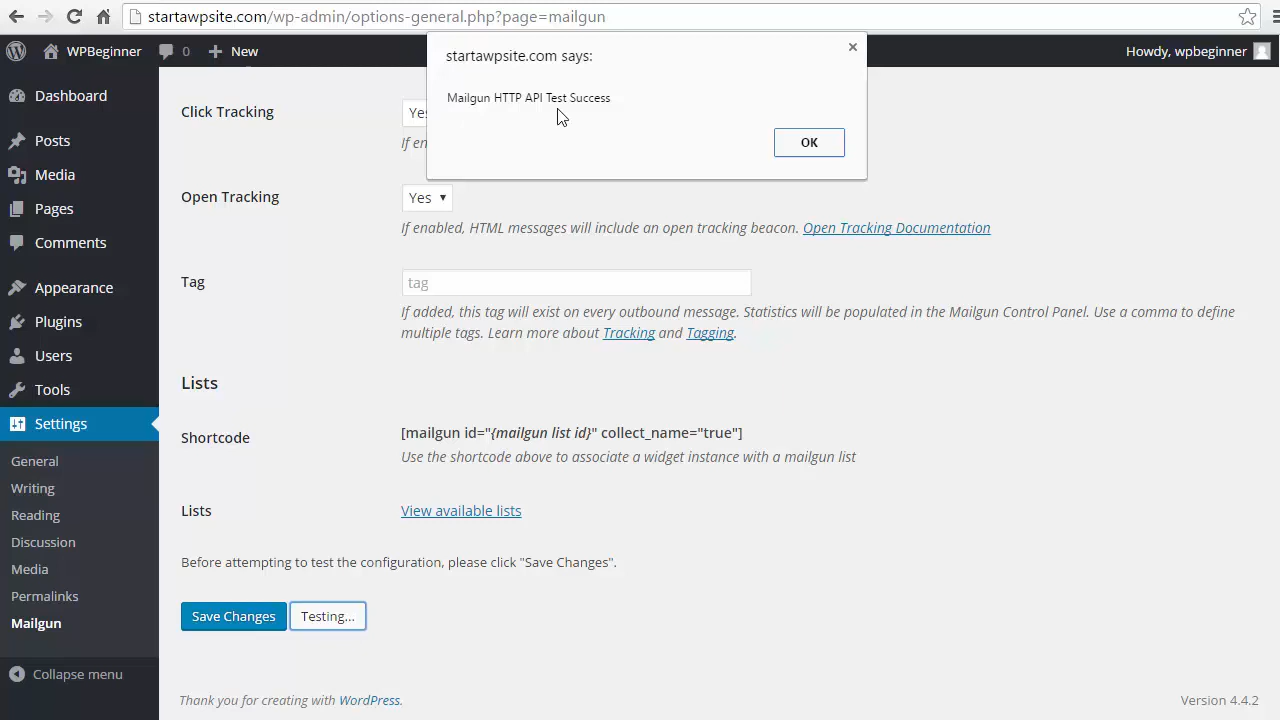 startawpsite.com/wp-admin/options-general.php?page=mailgun
WPBeginner 0 New Howdy, wpbeginner
startawpsite.com says:
Mailgun HTTP API Test Success
OK
Dashboard
Posts
Media
Pages
Comments
Appearance
Plugins
Users
Tools
Settings
General
Writing
Reading
Discussion
Media
Permalinks
Mailgun
Collapse menu
Click Tracking
Open Tracking Yes
If enabled, HTML messages will include an open tracking beacon. Open Tracking Documentation
Tag tag
If added, this tag will exist on every outbound message. Statistics will be populated in the Mailgun Control Panel. Use a comma to define
multiple tags. Learn more about Tracking and Tagging.
Lists
Shortcode [mailgun id="{mailgun list id}" collect_name="true"]
Use the shortcode above to associate a widget instance with a mailgun list
Lists View available lists
Before attempting to test the configuration, please click "Save Changes".
Save Changes Testing...
Thank you for creating with WordPress. Version 4.4.2